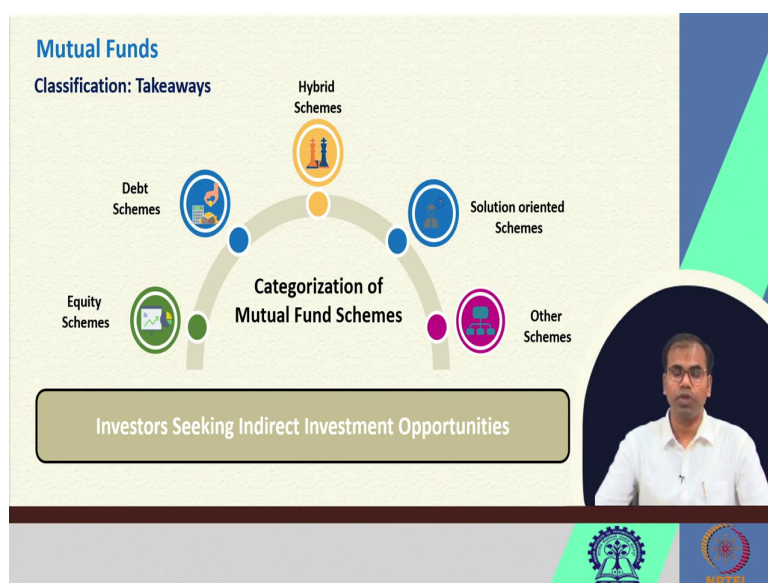 Mutual Funds
Classification: Takeaways
Hybrid
Schemes
Debt
Schemes
Solution oriented
Schemes
Equity
Schemes
Categorization of
Mutual Fund Schemes
Other
Schemes
Investors Seeking Indirect Investment Opportunities
NPTEL